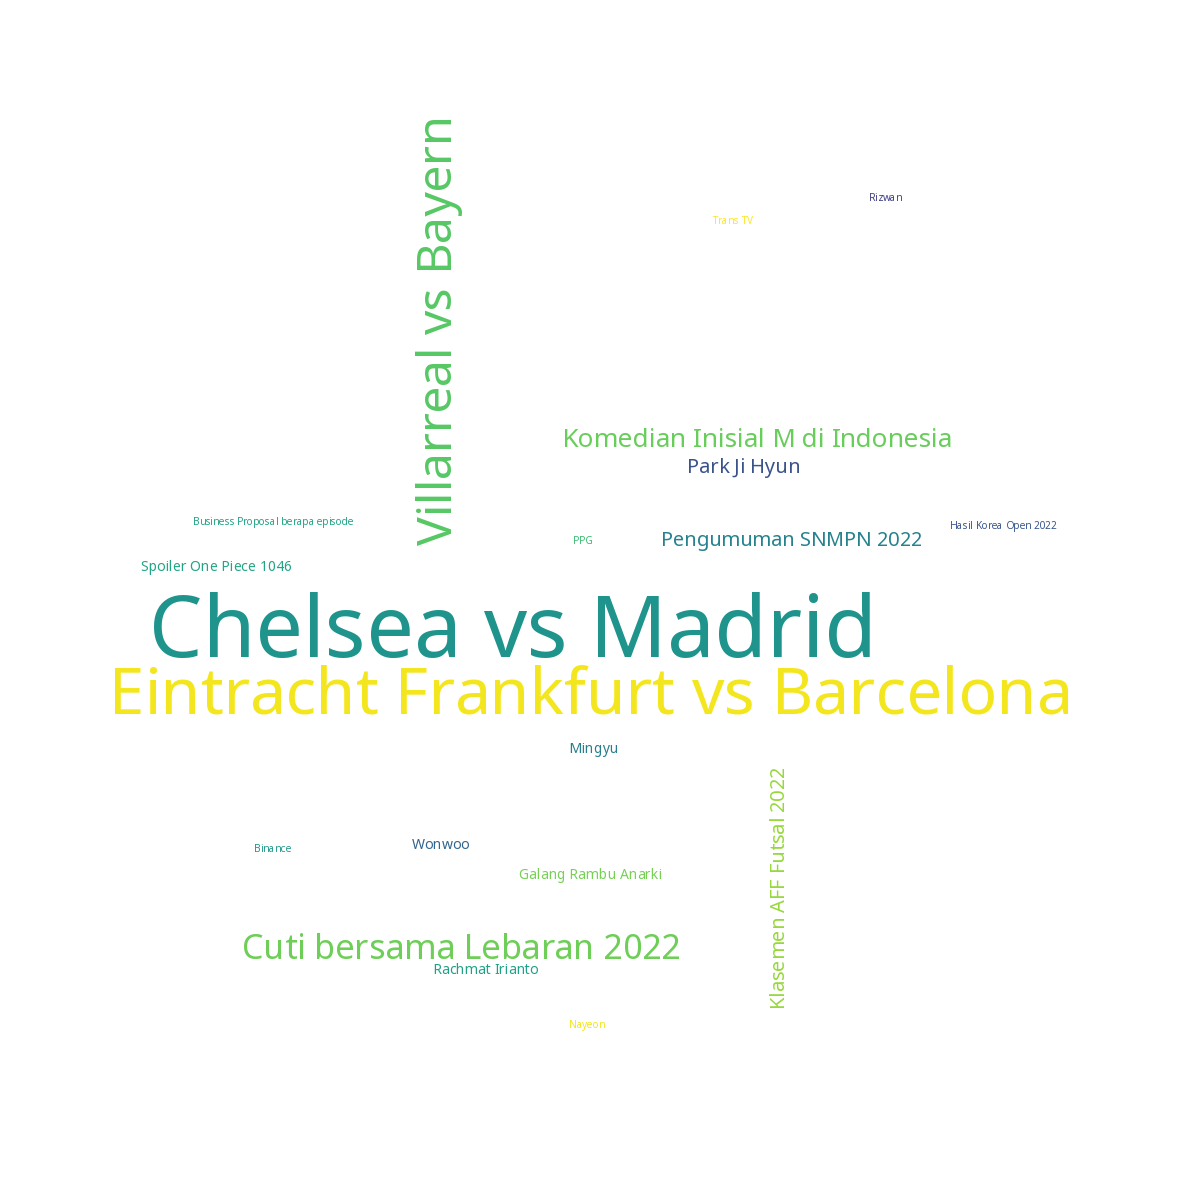 Villarreal vs Bayern
Rizwan
Trans TV
Komedian Inisial M di Indonesia
Park Ji Hyun
Business Proposal berapa episode
Hasil Korea Open 2022
PPG
Pengumuman SNMPN 2022
Spoiler One Piece 1046
Chelsea vs Madrid
Eintracht Frankfurt vs Barcelona
Mingyu
Klasemen AFF Futsal 2022
Binance
Wonwoo
Galang Rambu Anarki
Cuti bersama Lebaran 2022
Rachmat Irianto
Nayeon